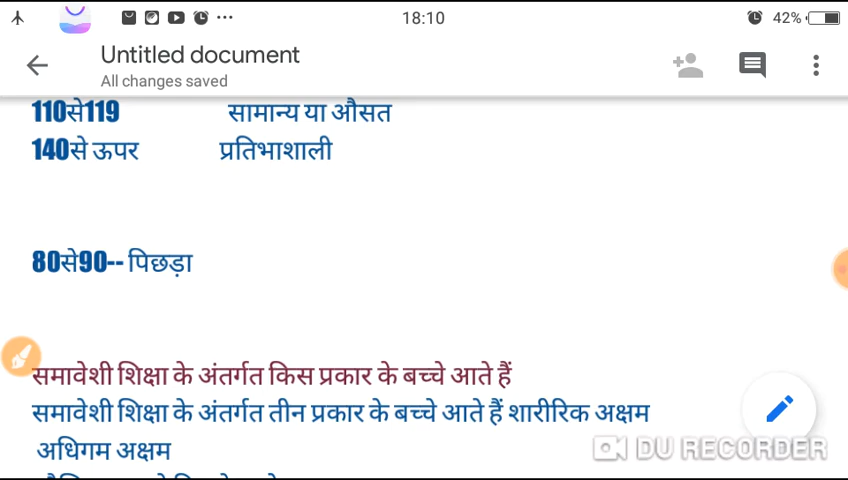 18:10
42%
Untitled document
All changes saved
110से119 सामान्य या औसत
140से ऊपर प्रतिभाशाली
80से90-- पिछड़ा
समावेशी शिक्षा के अंतर्गत किस प्रकार के बच्चे आते हैं
समावेशी शिक्षा के अंतर्गत तीन प्रकार के बच्चे आते हैं शारीरिक अक्षम
अधिगम अक्षम
DU RECORDER